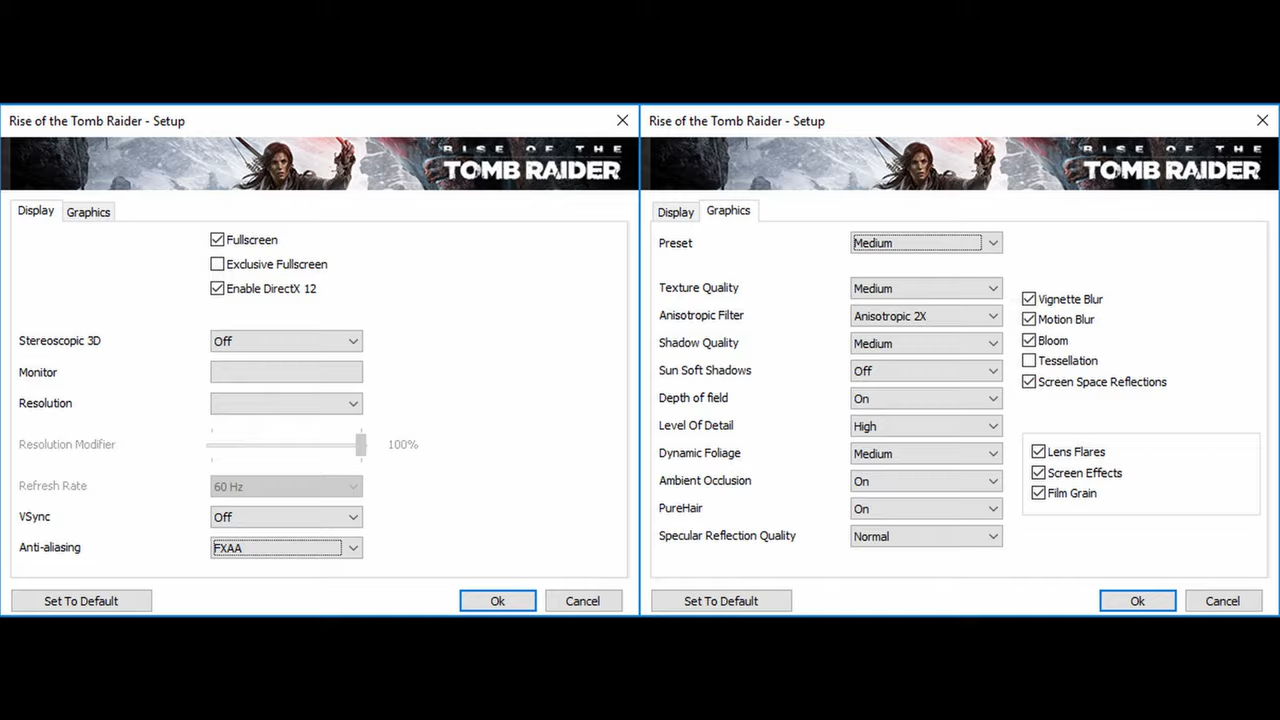 Rise of the Tomb Raider - Setup
RISE OF THE
TOMB RAIDER
Display
Graphics
Fullscreen
Exclusive Fullscreen
Enable DirectX 12
Stereoscopic 3D
Off
Monitor
Resolution
Resolution Modifier
100%
Refresh Rate
60 Hz
VSync
Off
Anti-aliasing
FXAA
Set To Default
Ok
Cancel
Rise of the Tomb Raider - Setup
RISE OF THE
TOMB RAIDER
Display
Graphics
Preset
Medium
Texture Quality
Medium
Anisotropic Filter
Anisotropic 2X
Shadow Quality
Medium
Sun Soft Shadows
Off
Depth of field
On
Level Of Detail
High
Dynamic Foliage
Medium
Ambient Occlusion
On
PureHair
On
Specular Reflection Quality
Normal
Vignette Blur
Motion Blur
Bloom
Tessellation
Screen Space Reflections
Lens Flares
Screen Effects
Film Grain
Set To Default
Ok
Cancel